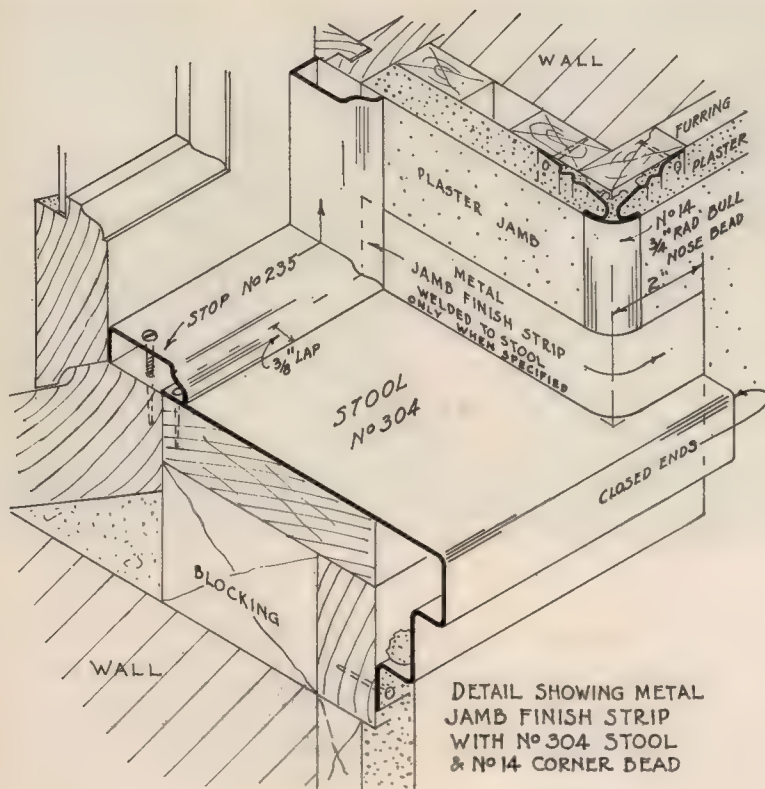 WALL
FURRING
PLASTER
Nº 14
3/4" RAD BULL
NOSE BEAD
2"
PLASTER JAMB
METAL
JAMB FINISH STRIP
WELDED TO STOOL
ONLY WHEN SPECIFIED
STOP Nº 235
3/8" LAP
STOOL
Nº 304
CLOSED ENDS
BLOCKING
WALL
DETAIL SHOWING METAL
JAMB FINISH STRIP
WITH Nº 304 STOOL
& Nº 14 CORNER BEAD